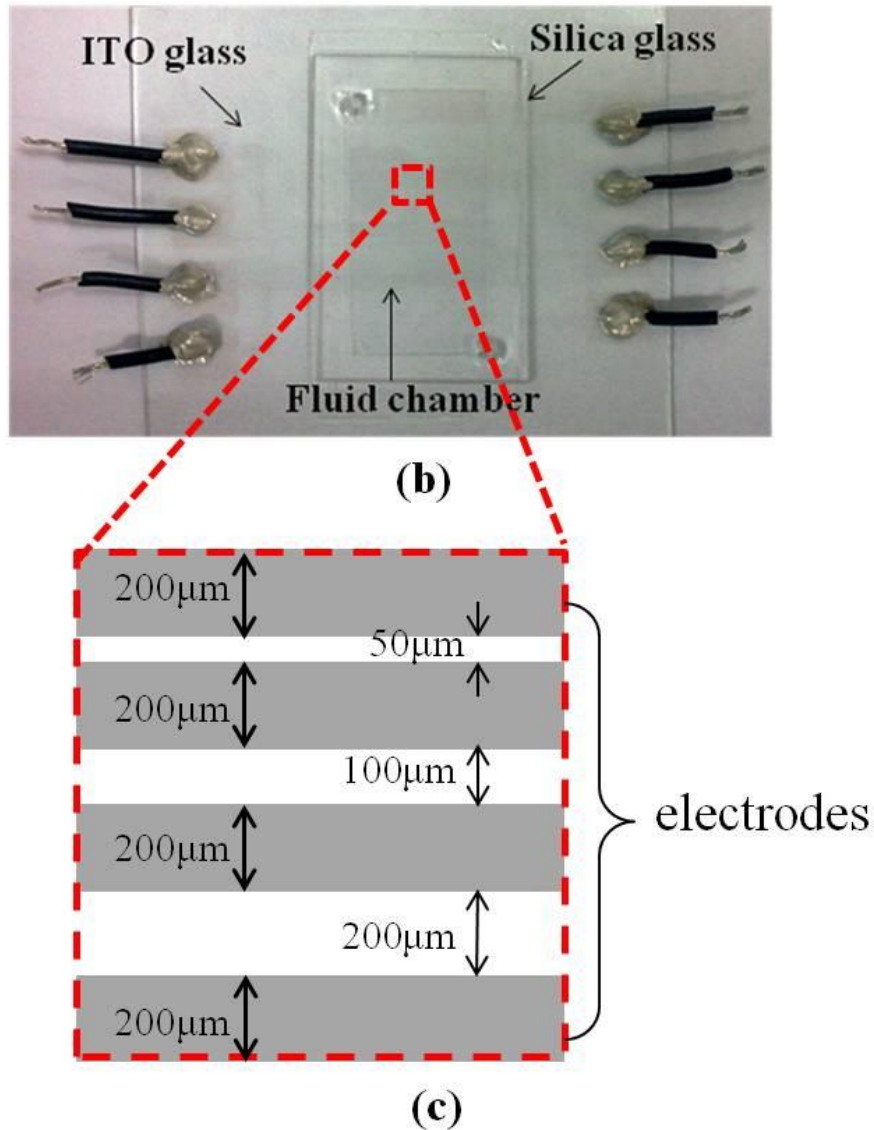 ITO glass
Silica glass
Fluid chamber
(b)
200μm
50μm
200μm
100μm
200μm
electrodes
200μm
200μm
(c)